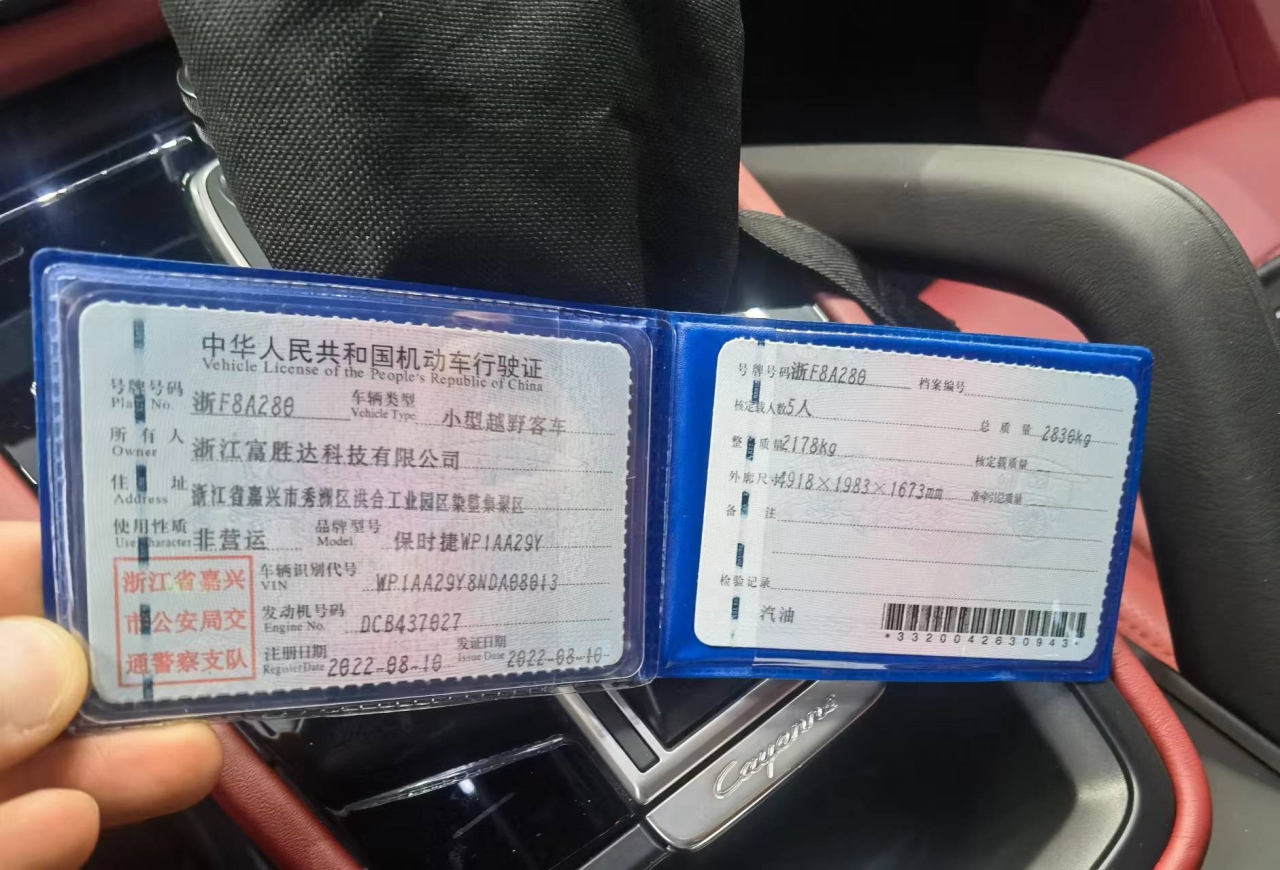 中华人民共和国机动车行驶证
Vehicle License of the People's Republic of China
号牌号码 浙F8A280 车辆类型 小型越野客车
Plate No. Vehicle Type
所有人 浙江富胜达科技有限公司
Owner
住址 浙江省嘉兴市秀洲区洪合工业园区染整集聚区
Address
使用性质 非营运 品牌型号 保时捷WP1AA29Y
Use Character Model
浙江省嘉兴
市公安局交
通警察支队
车辆识别代号 WP1AA29Y8NDA08013
VIN
发动机号码 DCB437027
Engine No.
注册日期 2022-08-10 发证日期 2022-08-10
Register Date Issue Date
号牌号码 浙F8A280 档案编号
核定载人数 5人 总质量 2830kg
整备质量 2178kg 核定载质量
外廓尺寸 4918×1983×1673mm 准牵引总质量
备注
检验记录
汽油
*3320042630943*
Cayenne